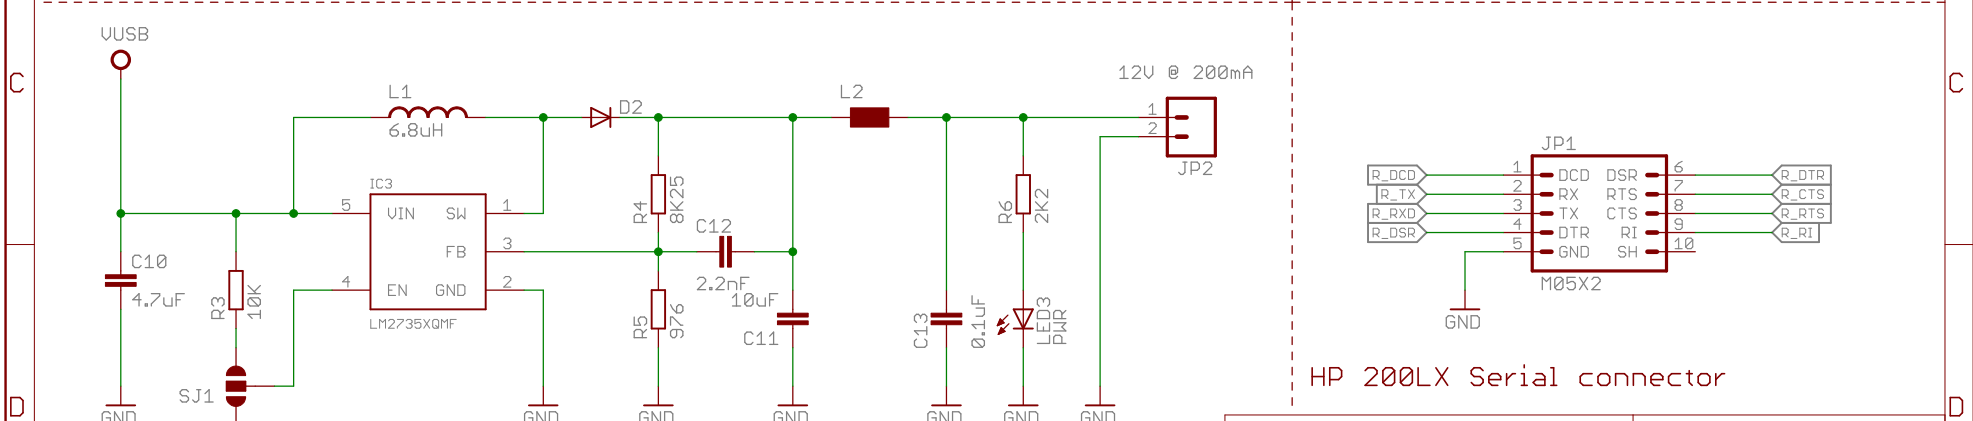 VUSB
C
C
12V @ 200mA
L1
6.8uH
D2
L2
1
2
JP2
IC3
5
VIN
SW
1
FB
3
4
EN
GND
2
LM2735XQMF
R4
8K25
C12
2.2nF
R5
976
10uF
C11
R6
2K2
C10
4.7uF
R3
10K
SJ1
C13
0.1uF
LED3
PWR
GND
GND
GND
GND
GND
GND
GND
JP1
R_DCD
1
DCD
DSR
6
R_DTR
R_TX
2
RX
RTS
7
R_CTS
R_RXD
3
TX
CTS
8
R_RTS
R_DSR
4
DTR
RI
9
R_RI
5
GND
SH
10
M05X2
GND
HP 200LX Serial connector
D
D